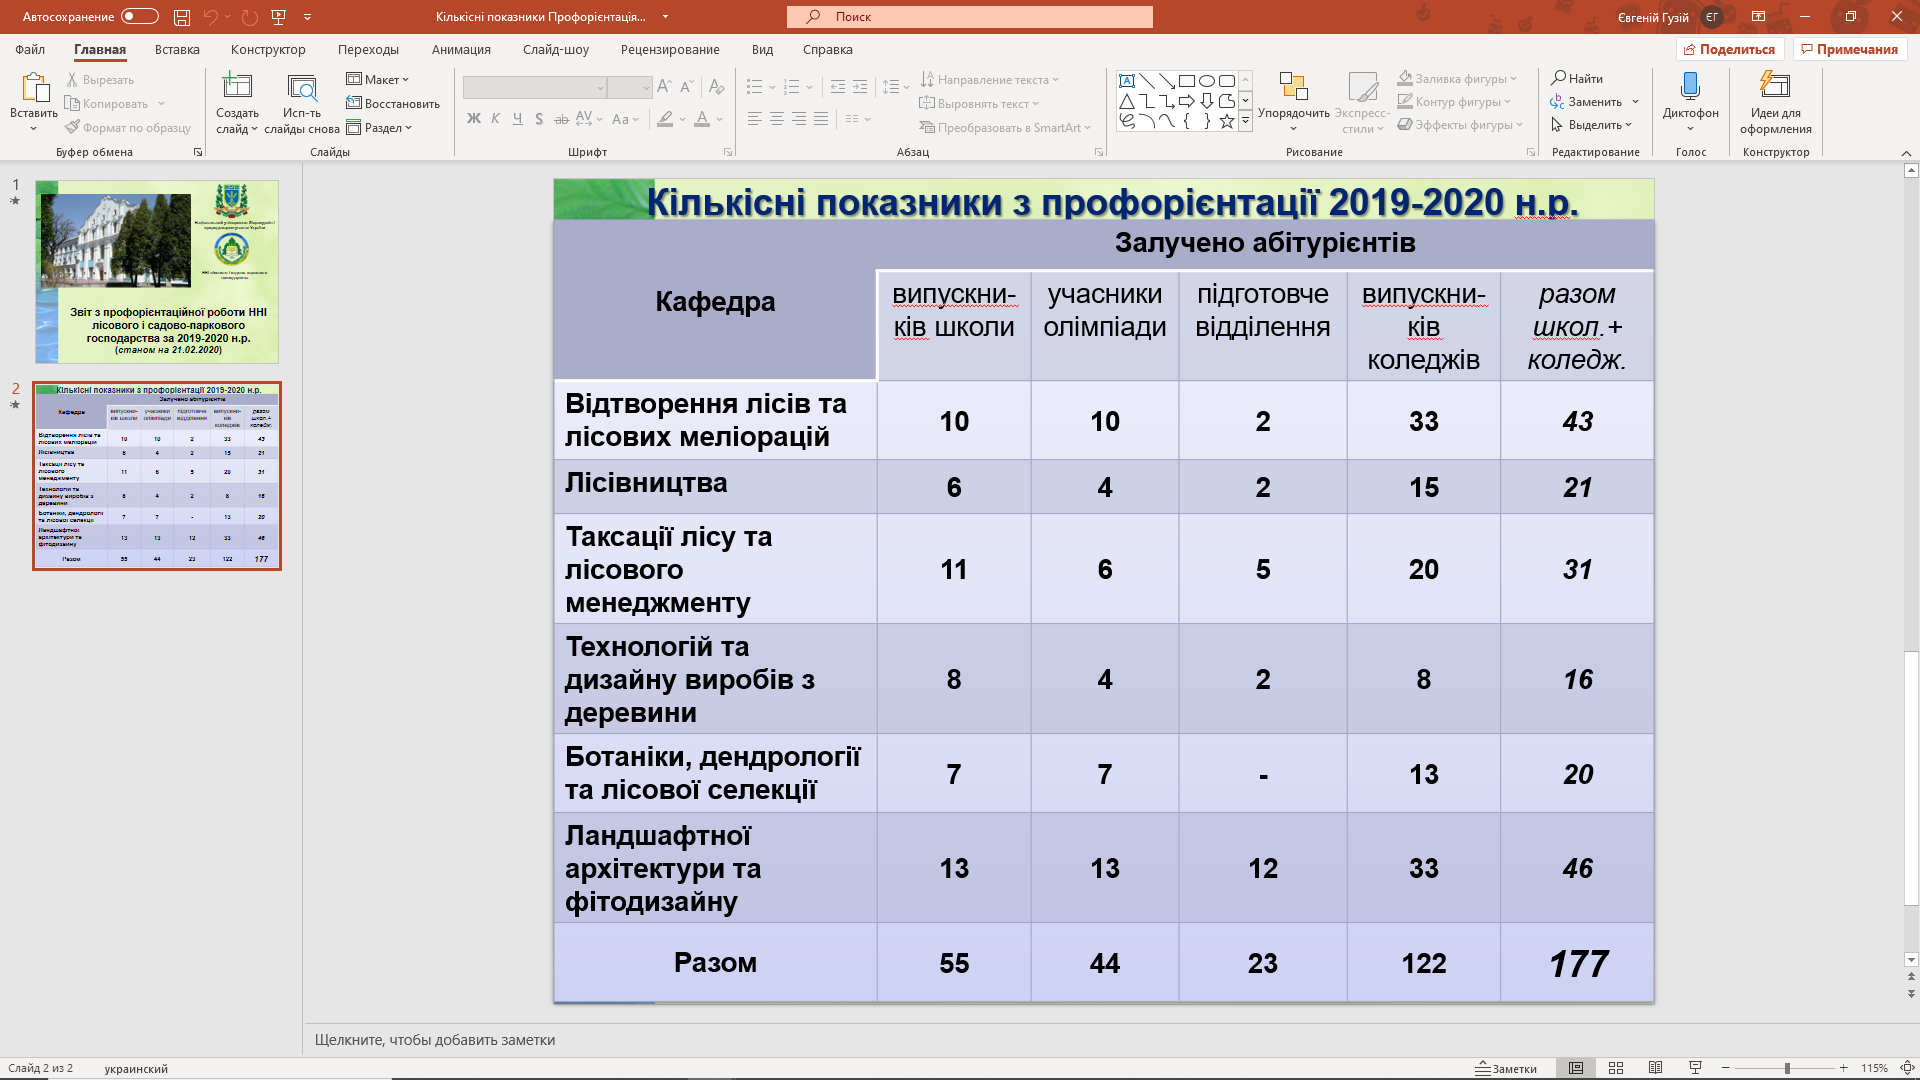 Автосохранение
Кількісні показники Профорієнтація...
Поиск
Євгеній Гузій
ЄГ
Файл Главная Вставка Конструктор Переходы Анимация Слайд-шоу Рецензирование Вид Справка
Поделиться
Примечания
Вставить
Вырезать
Копировать
Формат по образцу
Буфер обмена
Создать слайд
Исп-ть слайды снова
Макет
Восстановить
Раздел
Слайды
Ж К Ч S ab AV Aa
Шрифт
Направление текста
Выровнять текст
Преобразовать в SmartArt
Абзац
Упорядочить
Экспресс-стили
Заливка фигуры
Контур фигуры
Эффекты фигуры
Рисование
Найти
Заменить
Выделить
Редактирование
Диктофон
Голос
Идеи для оформления
Конструктор
1
Звіт з профорієнтаційної роботи ННІ
лісового і садово-паркового
господарства за 2019-2020 н.р.
(станом на 21.02.2020)
2
Кількісні показники з профорієнтації 2019-2020 н.р.
Залучено абітурієнтів
Кафедра
випускни-
ків школи
учасники
олімпіади
підготовче
відділення
випускни-
ків
коледжів
разом
школ.+
коледж.
Відтворення лісів та
лісових меліорацій
10 10 2 33 43
Лісівництва
6 4 2 15 21
Таксації лісу та
лісового
менеджменту
11 6 5 20 31
Технологій та
дизайну виробів з
деревини
8 4 2 8 16
Ботаніки, дендрології
та лісової селекції
7 7 - 13 20
Ландшафтної
архітектури та
фітодизайну
13 13 12 33 46
Разом 55 44 23 122 177
Щелкните, чтобы добавить заметки
Слайд 2 из 2
украинский
Заметки
115%